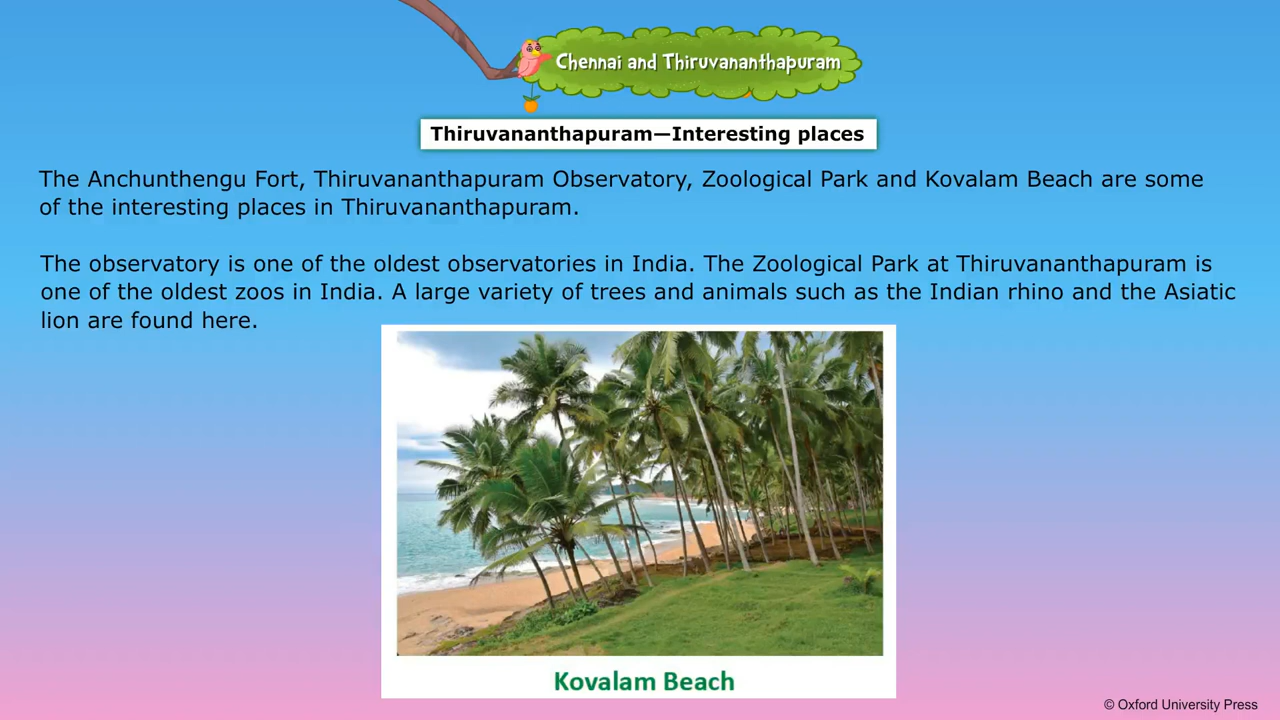 Chennai and Thiruvananthapuram
Thiruvananthapuram—Interesting places
The Anchunthengu Fort, Thiruvananthapuram Observatory, Zoological Park and Kovalam Beach are some
of the interesting places in Thiruvananthapuram.
The observatory is one of the oldest observatories in India. The Zoological Park at Thiruvananthapuram is
one of the oldest zoos in India. A large variety of trees and animals such as the Indian rhino and the Asiatic
lion are found here.
Kovalam Beach
© Oxford University Press